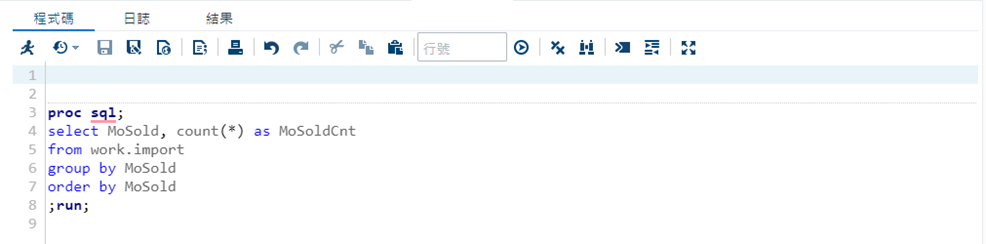 程式碼 日誌 結果
行號
1
2
3 proc sql;
4 select MoSold, count(*) as MoSoldCnt
5 from work.import
6 group by MoSold
7 order by MoSold
8 ;run;
9